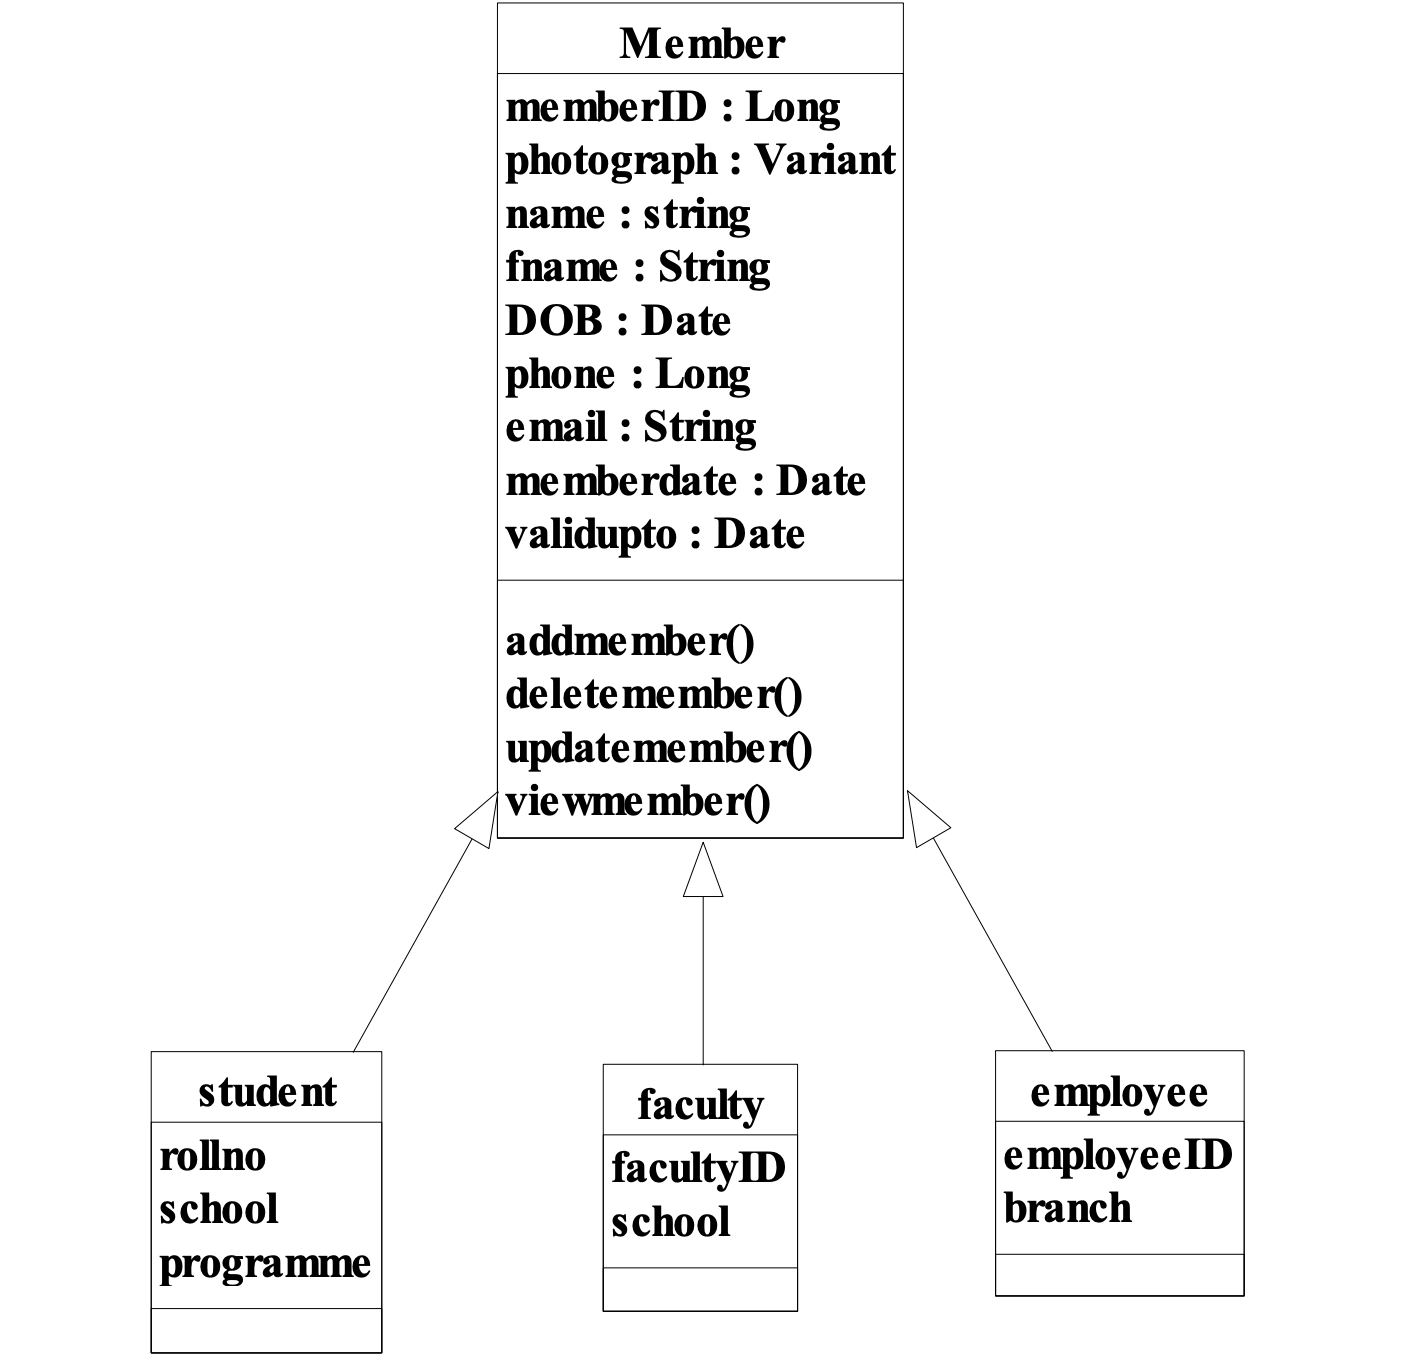 Member
memberID : Long
photograph : Variant
name : string
fname : String
DOB : Date
phone : Long
email : String
memberdate : Date
validupto : Date
addmember()
deletemember()
updatemember()
viewmember()
student
rollno
school
programme
faculty
facultyID
school
employee
employeeID
branch